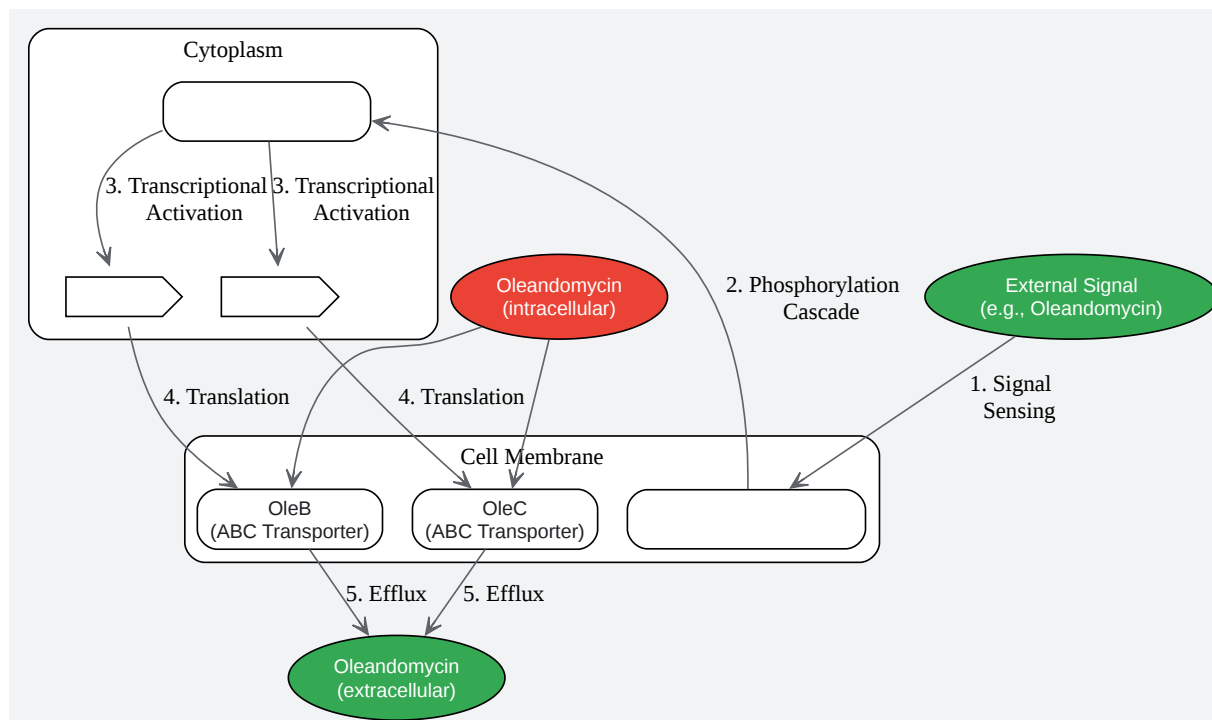 Cytoplasm
3. Transcriptional
Activation
3. Transcriptional
Activation
Oleandomycin
(intracellular)
External Signal
(e.g., Oleandomycin)
2. Phosphorylation
Cascade
1. Signal
Sensing
4. Translation
4. Translation
Cell Membrane
OleB
(ABC Transporter)
OleC
(ABC Transporter)
5. Efflux
5. Efflux
Oleandomycin
(extracellular)